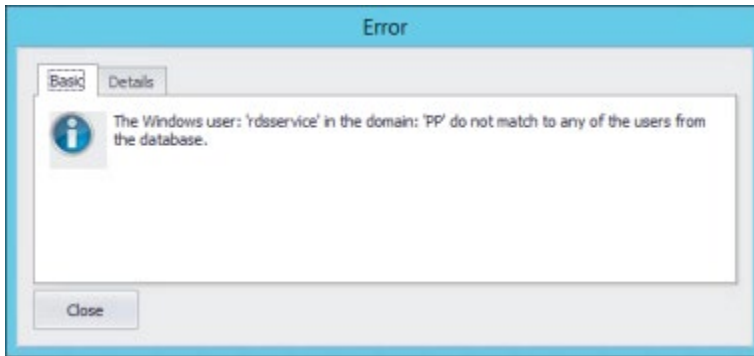 Error
Basic Details
The Windows user: 'rdsservice' in the domain: 'PP' do not match to any of the users from
the database.
Close